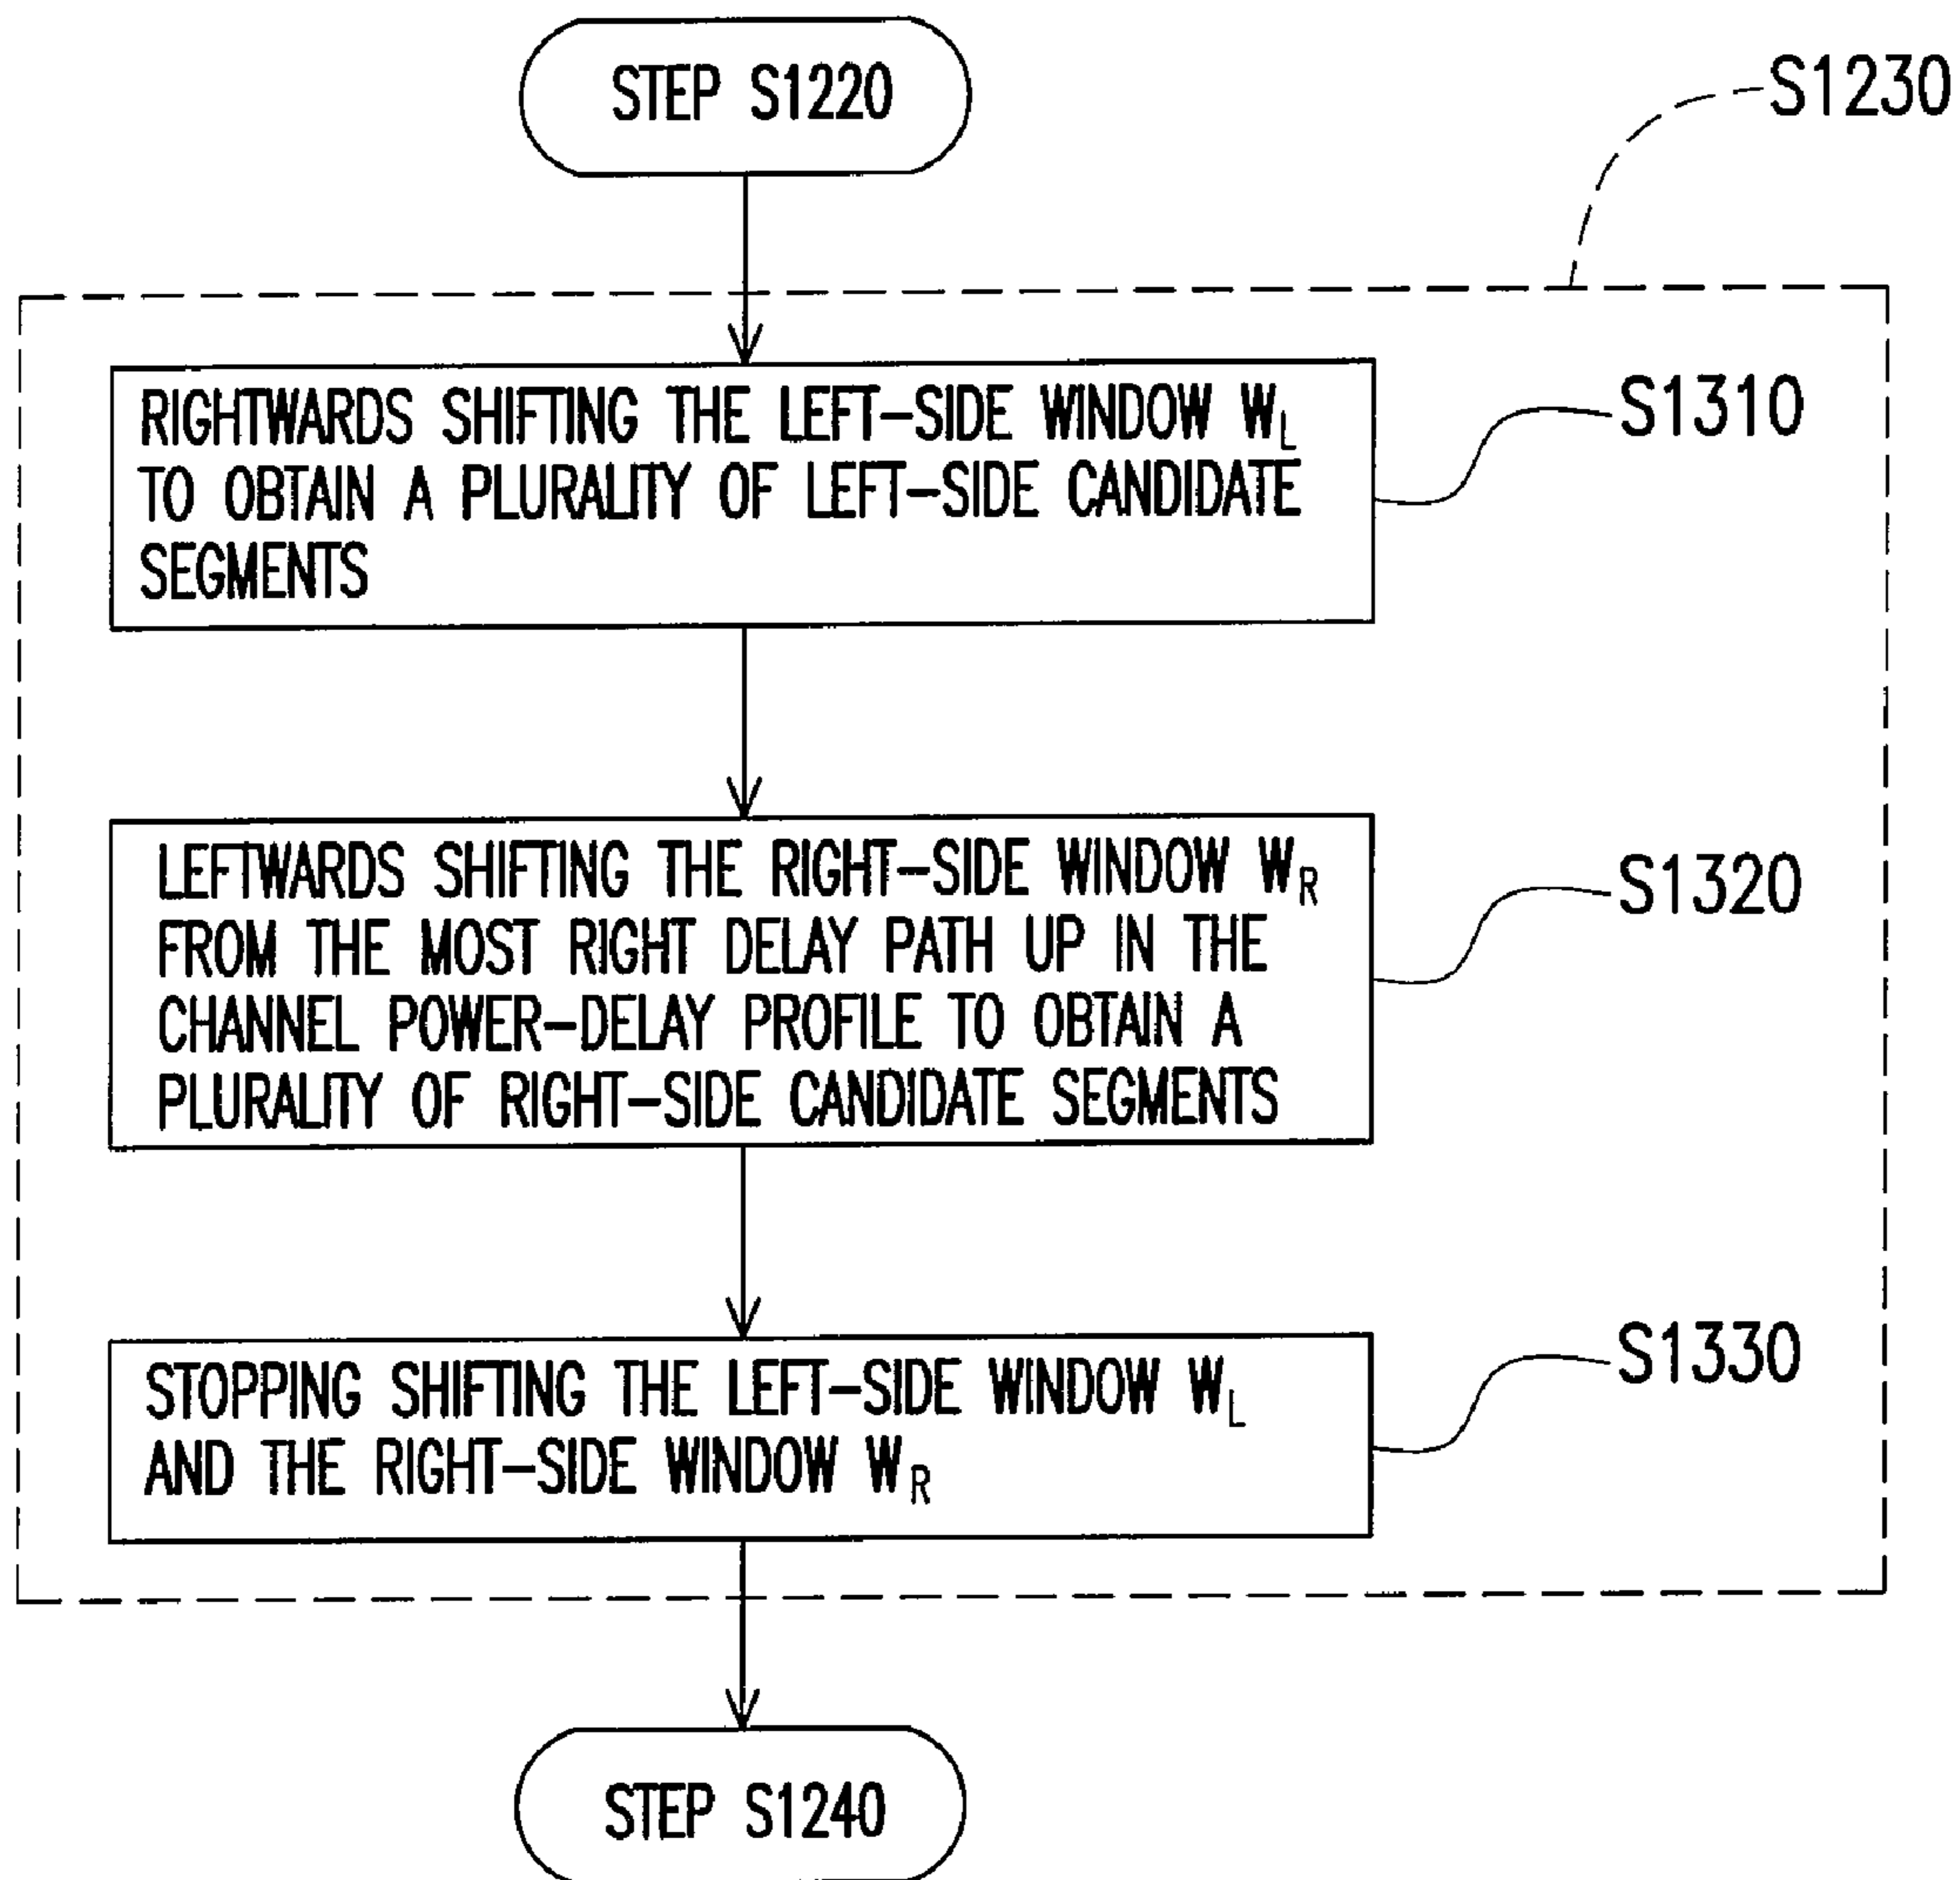 STEP S1220
S1230
RIGHTWARDS SHIFTING THE LEFT-SIDE WINDOW WL
TO OBTAIN A PLURALITY OF LEFT-SIDE CANDIDATE
SEGMENTS
S1310
LEFTWARDS SHIFTING THE RIGHT-SIDE WINDOW WR
FROM THE MOST RIGHT DELAY PATH UP IN THE
CHANNEL POWER-DELAY PROFILE TO OBTAIN A
PLURALITY OF RIGHT-SIDE CANDIDATE SEGMENTS
S1320
STOPPING SHIFTING THE LEFT-SIDE WINDOW WL
AND THE RIGHT-SIDE WINDOW WR
S1330
STEP S1240